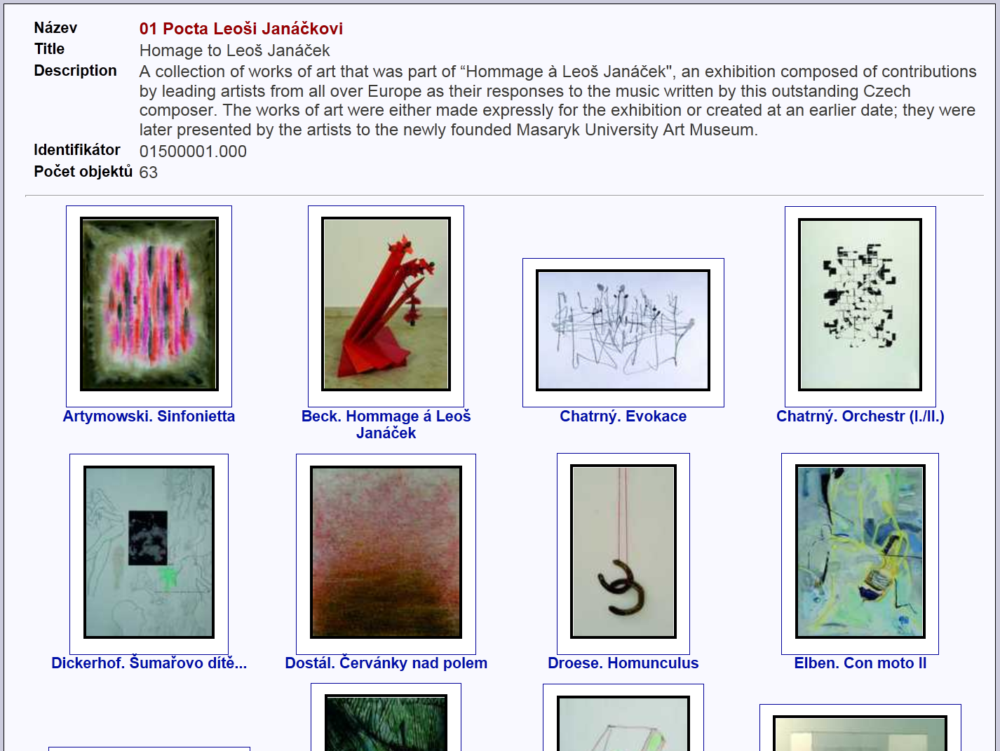 Název 01 Pocta Leoši Janáčkovi
Title Homage to Leoš Janáček
Description A collection of works of art that was part of “Hommage à Leoš Janáček", an exhibition composed of contributions
by leading artists from all over Europe as their responses to the music written by this outstanding Czech
composer. The works of art were either made expressly for the exhibition or created at an earlier date; they were
later presented by the artists to the newly founded Masaryk University Art Museum.
Identifikátor 01500001.000
Počet objektů 63
Artymowski. Sinfonietta
Beck. Hommage á Leoš
Janáček
Chatrný. Evokace
Chatrný. Orchestr (I./II.)
Dickerhof. Šumařovo dítě...
Dostál. Červánky nad polem
Droese. Homunculus
Elben. Con moto II